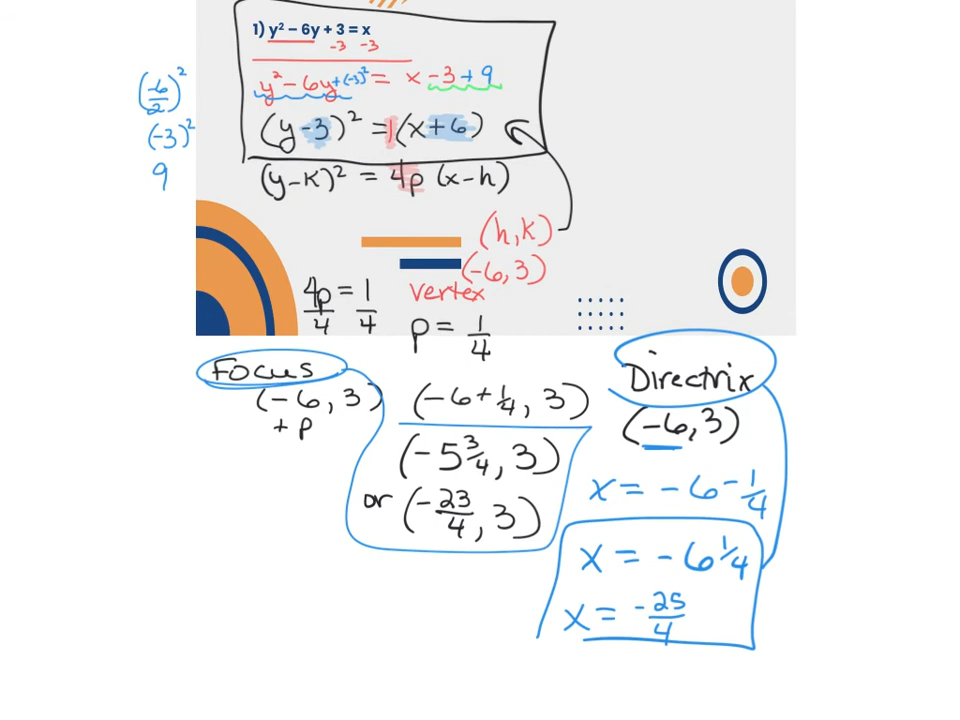 1) y² – 6y + 3 = x
-3 -3
y² - 6y + (-3)² = x - 3 + 9
(-6/2)²
(y - 3)² = 1(x + 6)
(-3)²
9
(y - k)² = 4p (x - h)
(h, k)
(-6, 3)
vertex
4p/4 = 1/4
p = 1/4
Focus
(-6, 3)
+ p
(-6 + 1/4, 3)
(-5 3/4, 3)
or (-23/4, 3)
Directrix
(-6, 3)
x = -6 - 1/4
x = -6 1/4
x = -25/4